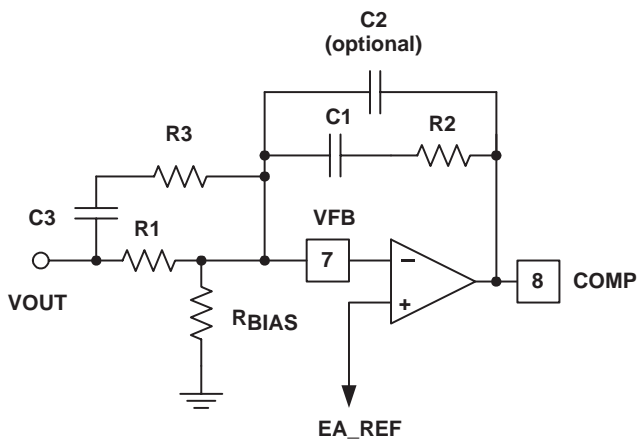 C2
(optional)
C1
R2
R3
C3
R1
VFB
7
–
+
8
COMP
VOUT
RBIAS
EA_REF